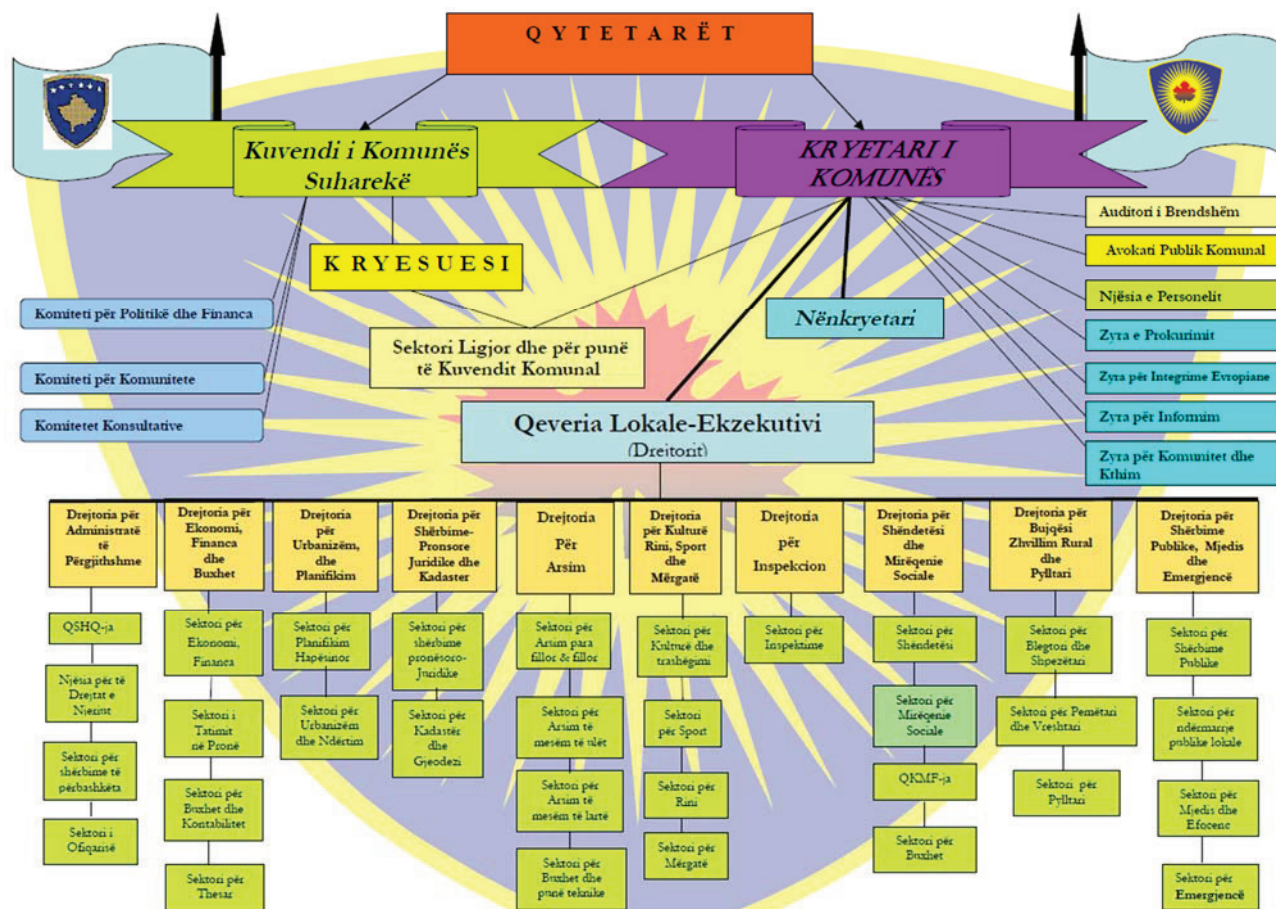 QYTETARËT
Kuvendi i Komunës
Suharekë
KRYETARI I
KOMUNËS
KRYESUESI
Nënkryetari
Sektori Ligjor dhe për punë
të Kuvendit Komunal
Komiteti për Politikë dhe Financa
Komiteti për Komunitete
Komitetet Konsultative
Auditori i Brendshëm
Avokati Publik Komunal
Njësia e Personelit
Zyra e Prokurimit
Zyra për Integrime Evropiane
Zyra për Informim
Zyra për Komunitet dhe
Kthim
Qeveria Lokale-Ekzekutivi
(Drejtorit)
Drejtoria për
Administratë
të
Përgjithshme
QSHQ-ja
Njësia për të
Drejtat e
Njeriut
Sektori për
shërbime të
përbashkëta
Sektori i
Ofiqarisë
Drejtoria për
Ekonomi,
Financa
dhe
Buxhet
Sektori për
Ekonomi,
Financa
Sektori i
Tatimit
në Pronë
Sektori për
Buxhet dhe
Kontabilitet
Sektori për
Thesar
Drejtoria
për
Urbanizëm,
dhe
Planifikim
Sektori për
Planifikim
Hapësinor
Sektori për
Urbanizëm
dhe Ndërtim
Drejtoria për
Shërbime-
Pronsore
Juridike dhe
Kadaster
Sektori për
shërbime
pronësoro-
Juridike
Sektori për
Kadastër
dhe
Gjeodezi
Drejtoria
Për
Arsim
Sektori për
Arsim para
fillor & fillor
Sektori për
Arsim të
mesëm të ulët
Sektori për
Arsim të
mesëm të lartë
Sektori për
Buxhet dhe
punë teknike
Drejtoria
për Kulturë
Rini, Sport
dhe
Mërgatë
Sektori për
Kulturë dhe
trashëgimi
Sektori
për Sport
Sektori për
Rini
Sektori për
Mërgatë
Drejtoria
për
Inspekcion
Sektori për
Inspektime
Drejtoria për
Shëndetësi
dhe
Mirëqenie
Sociale
Sektori për
Shëndetësi
Sektori për
Mirëqenie
Sociale
QKMF-ja
Sektori për
Buxhet
Drejtoria
për Bujqësi
Zhvillim Rural
dhe
Pylltari
Sektori për
Blegtori dhe
Shpezëtari
Sektori për Pemëtari
dhe Vreshtari
Sektori për
Pylltari
Drejtoria për
Shërbime
Publike, Mjedis
dhe
Emergjencë
Sektori për
Shërbime
Publike
Sektori për
ndërmarrje
publike lokale
Sektori për
Mjedis dhe
Efocenc
Sektori për
Emergjencë